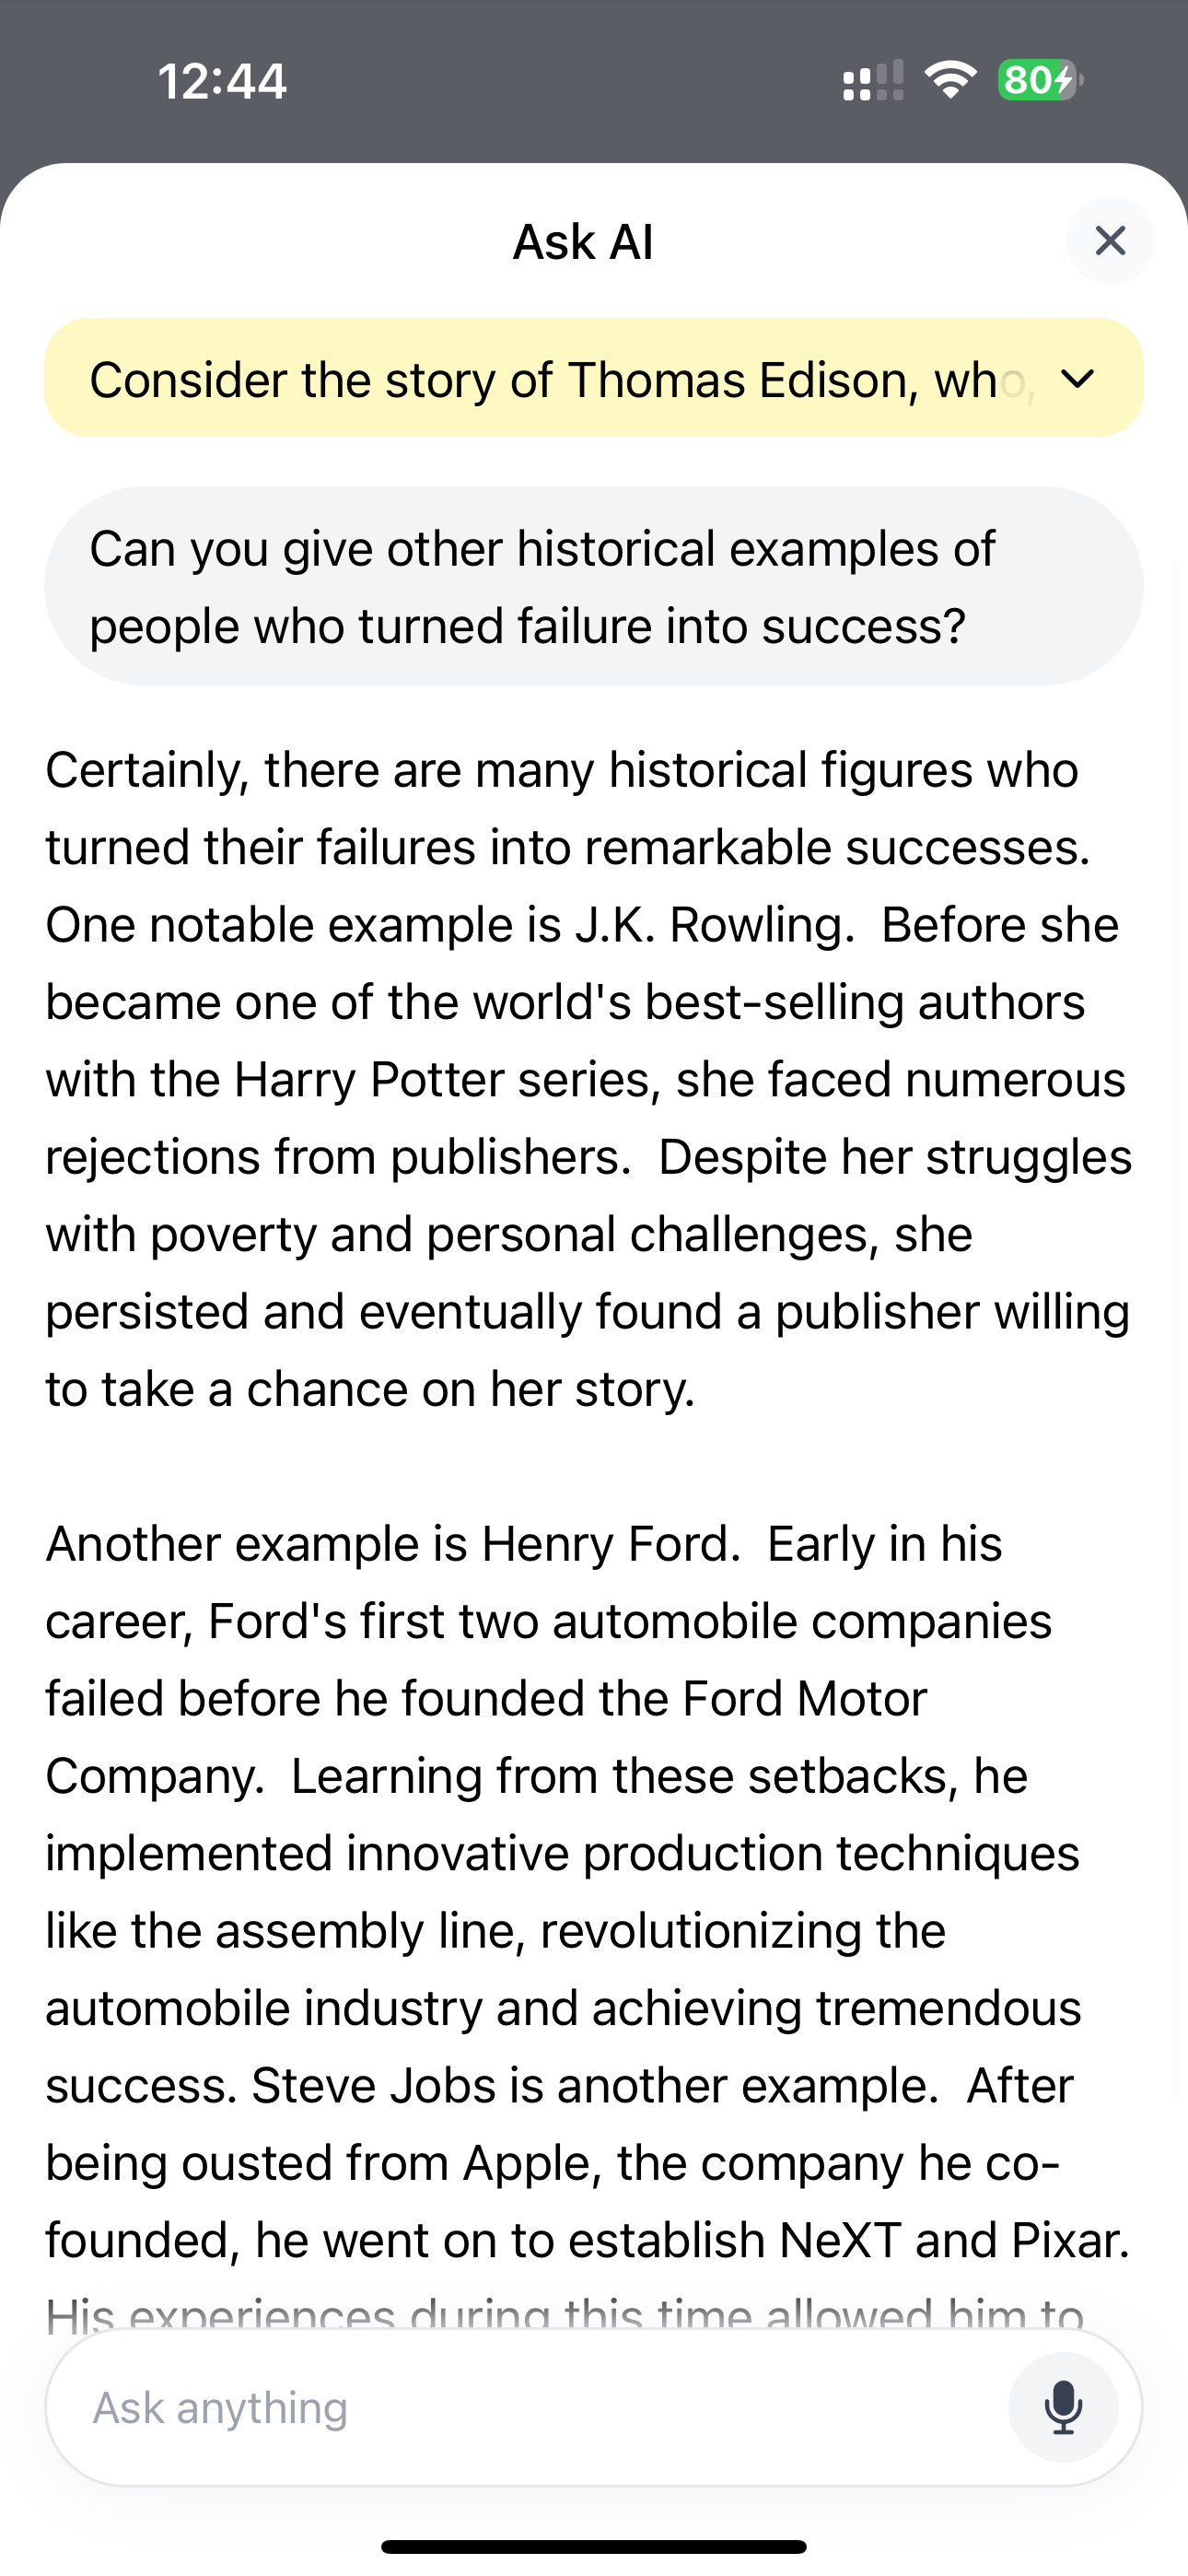 12:44
80
Ask AI
Consider the story of Thomas Edison, who,
Can you give other historical examples of
people who turned failure into success?
Certainly, there are many historical figures who
turned their failures into remarkable successes.
One notable example is J.K. Rowling.  Before she
became one of the world's best-selling authors
with the Harry Potter series, she faced numerous
rejections from publishers.  Despite her struggles
with poverty and personal challenges, she
persisted and eventually found a publisher willing
to take a chance on her story.
Another example is Henry Ford.  Early in his
career, Ford's first two automobile companies
failed before he founded the Ford Motor
Company.  Learning from these setbacks, he
implemented innovative production techniques
like the assembly line, revolutionizing the
automobile industry and achieving tremendous
success. Steve Jobs is another example.  After
being ousted from Apple, the company he co-
founded, he went on to establish NeXT and Pixar.
His experiences during this time allowed him to
Ask anything